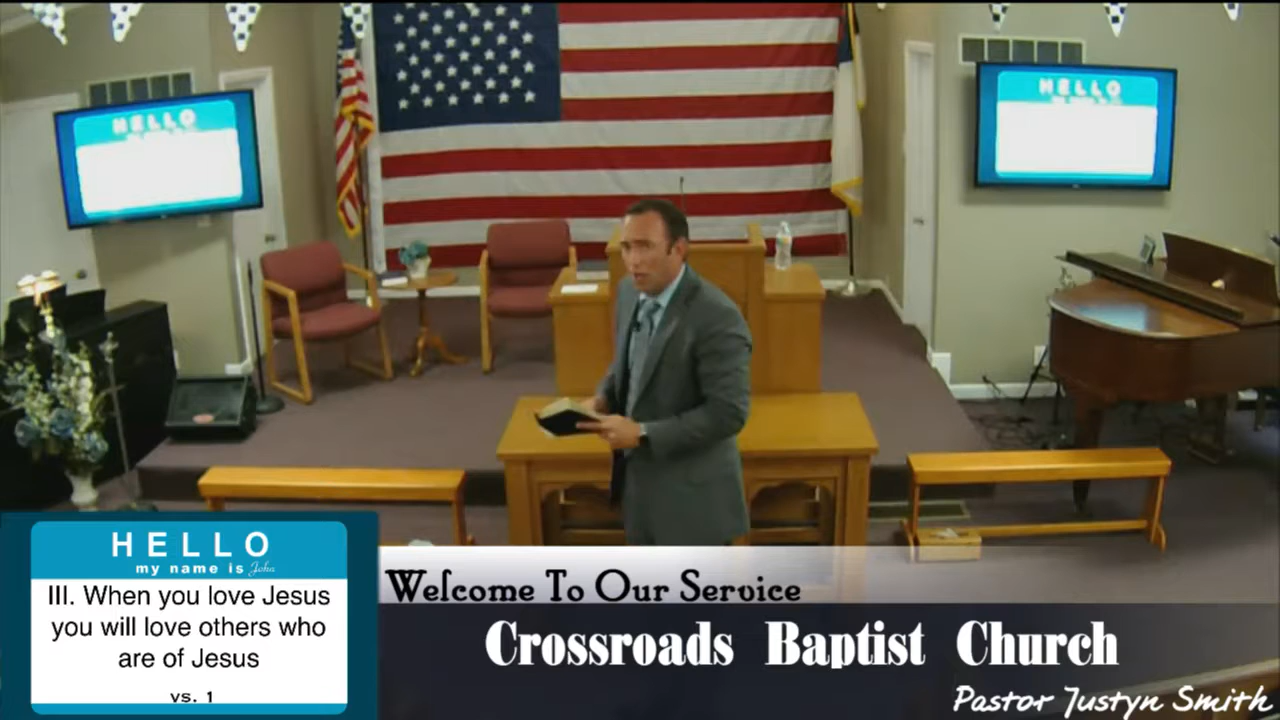 HELLO
HELLO
HELLO
my name is John
III. When you love Jesus
you will love others who
are of Jesus
vs. 1
Welcome To Our Service
Crossroads Baptist Church
Pastor Justyn Smith